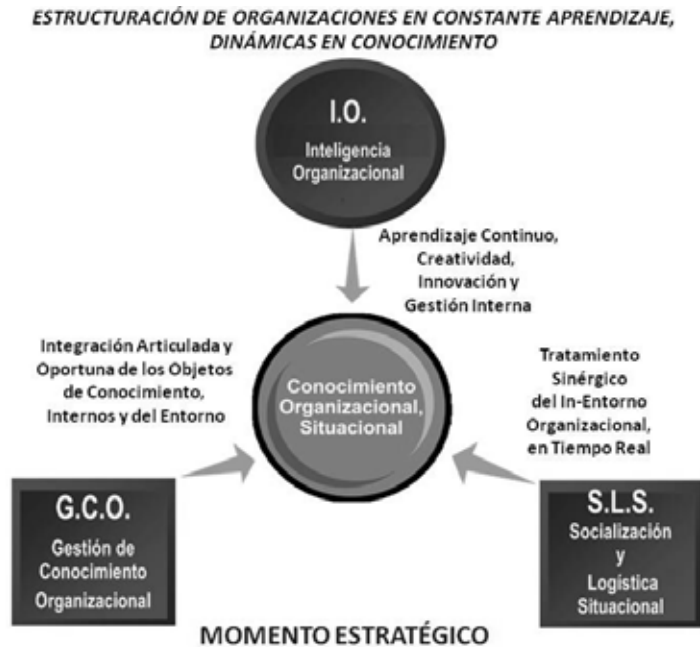 ESTRUCTURACIÓN DE ORGANIZACIONES EN CONSTANTE APRENDIZAJE,
DINÁMICAS EN CONOCIMIENTO
I.O.
Inteligencia
Organizacional
Aprendizaje Continuo,
Creatividad,
Innovación y
Gestión Interna
Integración Articulada y
Oportuna de los Objetos
de Conocimiento,
Internos y del Entorno
Conocimiento
Organizacional,
Situacional
Tratamiento
Sinérgico
del In-Entorno
Organizacional,
en Tiempo Real
G.C.O.
Gestión de
Conocimiento
Organizacional
S.L.S.
Socialización
y
Logística
Situacional
MOMENTO ESTRATÉGICO